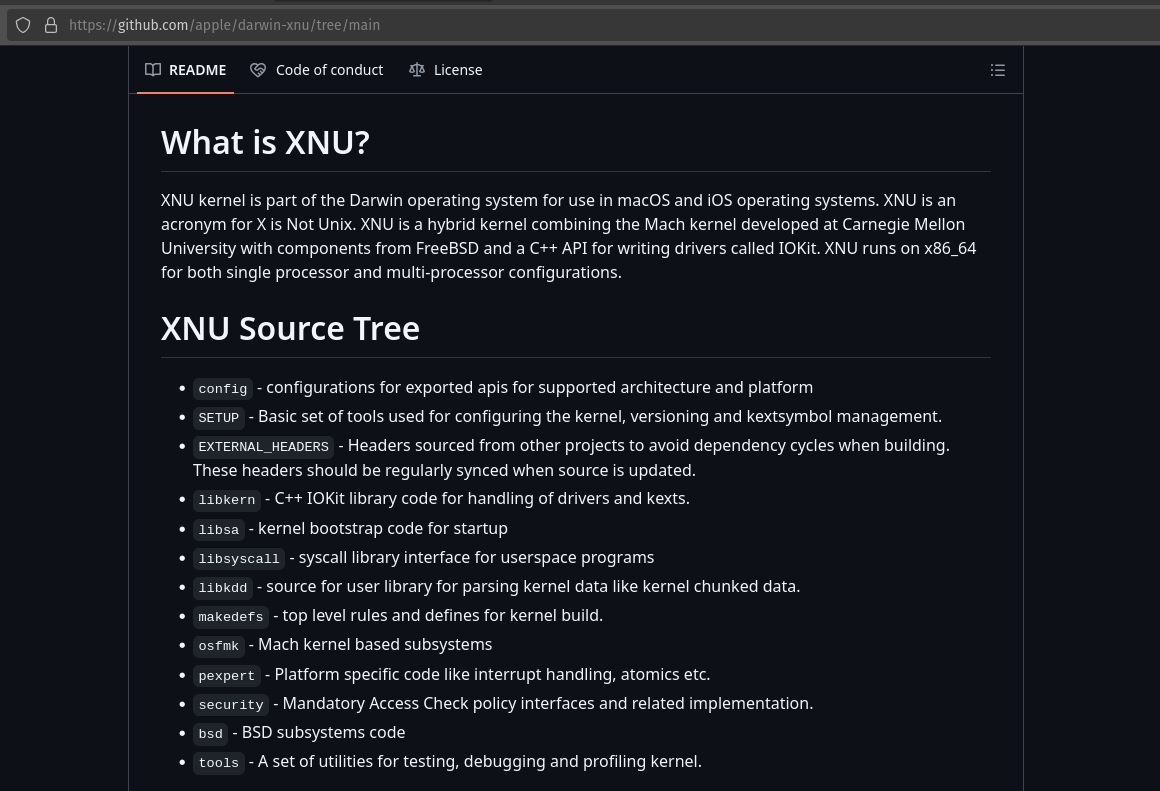 https://github.com/apple/darwin-xnu/tree/main
README
Code of conduct
License
What is XNU?
XNU kernel is part of the Darwin operating system for use in macOS and iOS operating systems. XNU is an
acronym for X is Not Unix. XNU is a hybrid kernel combining the Mach kernel developed at Carnegie Mellon
University with components from FreeBSD and a C++ API for writing drivers called IOKit. XNU runs on x86_64
for both single processor and multi-processor configurations.
XNU Source Tree
• config - configurations for exported apis for supported architecture and platform
• SETUP - Basic set of tools used for configuring the kernel, versioning and kextsymbol management.
• EXTERNAL_HEADERS - Headers sourced from other projects to avoid dependency cycles when building.
These headers should be regularly synced when source is updated.
• libkern - C++ IOKit library code for handling of drivers and kexts.
• libsa - kernel bootstrap code for startup
• libsyscall - syscall library interface for userspace programs
• libkdd - source for user library for parsing kernel data like kernel chunked data.
• makedefs - top level rules and defines for kernel build.
• osfmk - Mach kernel based subsystems
• pexpert - Platform specific code like interrupt handling, atomics etc.
• security - Mandatory Access Check policy interfaces and related implementation.
• bsd - BSD subsystems code
• tools - A set of utilities for testing, debugging and profiling kernel.